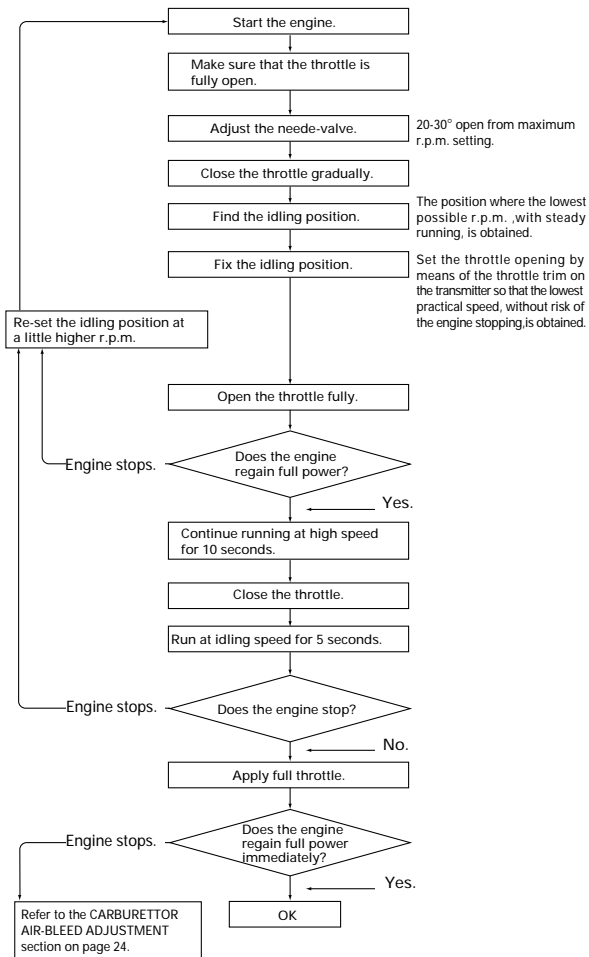 Start the engine.
Make sure that the throttle is
fully open.
Adjust the neede-valve.
20-30° open from maximum
r.p.m. setting.
Close the throttle gradually.
Find the idling position.
The position where the lowest
possible r.p.m. ,with steady
running, is obtained.
Fix the idling position.
Set the throttle opening by
means of the throttle trim on
the transmitter so that the lowest
practical speed, without risk of
the engine stopping,is obtained.
Re-set the idling position at
a little higher r.p.m.
Open the throttle fully.
Does the engine
regain full power?
Engine stops.
Yes.
Continue running at high speed
for 10 seconds.
Close the throttle.
Run at idling speed for 5 seconds.
Does the engine stop?
Engine stops.
No.
Apply full throttle.
Does the engine
regain full power
immediately?
Engine stops.
Yes.
OK
Refer to the CARBURETTOR
AIR-BLEED ADJUSTMENT
section on page 24.